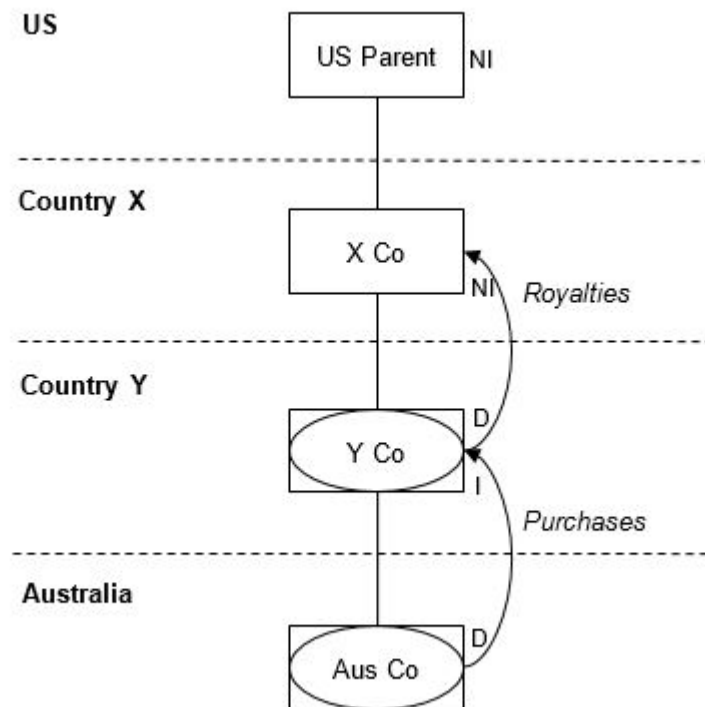 US
US Parent NI
Country X
X Co
NI
Royalties
Country Y
D
Y Co
I
Purchases
Australia
D
Aus Co